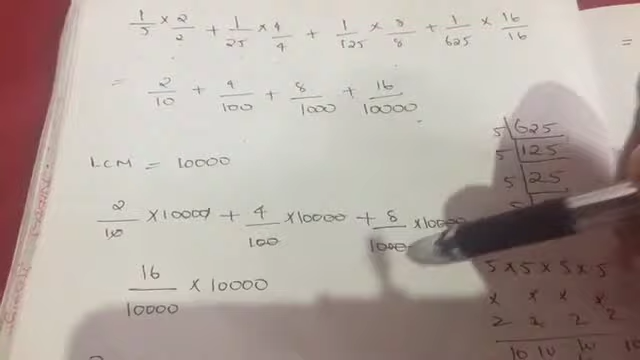 1/5 × 2/2 + 1/25 × 4/4 + 1/125 × 8/8 + 1/625 × 16/16
= 2/10 + 4/100 + 8/1000 + 16/10000
LCM = 10000
2/10 × 10000 + 4/100 × 10000 + 8/1000 × 10000
16/10000 × 10000
5 625
5 125
5 25
5 × 5 × 5 × 5
× × × ×
2 2 2 2
10 10 10 10